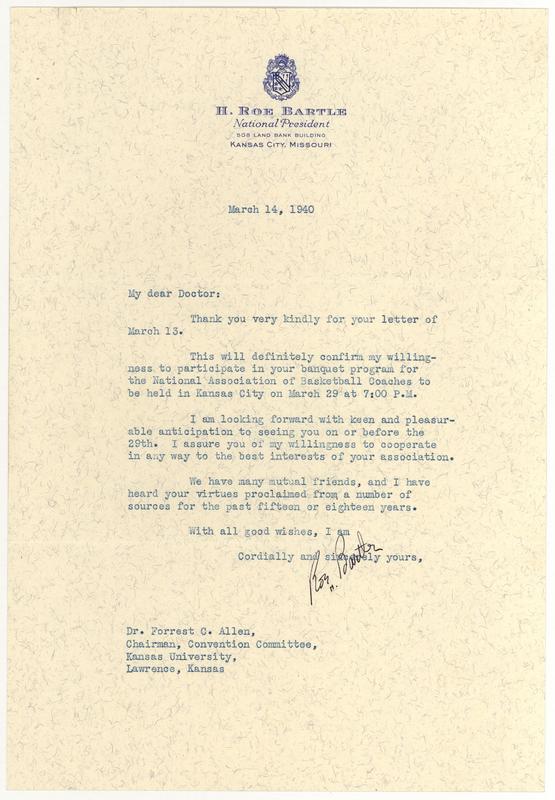 H. ROE BARTLE
National President
508 LAND BANK BUILDING
KANSAS CITY, MISSOURI
March 14, 1940
My dear Doctor:
Thank you very kindly for your letter of
March 13.
This will definitely confirm my willing-
ness to participate in your banquet program for
the National Association of Basketball Coaches to
be held in Kansas City on March 29 at 7:00 P.M.
I am looking forward with keen and pleasur-
able anticipation to seeing you on or before the
29th. I assure you of my willingness to cooperate
in any way to the best interests of your association.
We have many mutual friends, and I have
heard your virtues proclaimed from a number of
sources for the past fifteen or eighteen years.
With all good wishes, I am
Cordially and sincerely yours,
Roe Bartle
H.
Dr. Forrest C. Allen,
Chairman, Convention Committee,
Kansas University,
Lawrence, Kansas